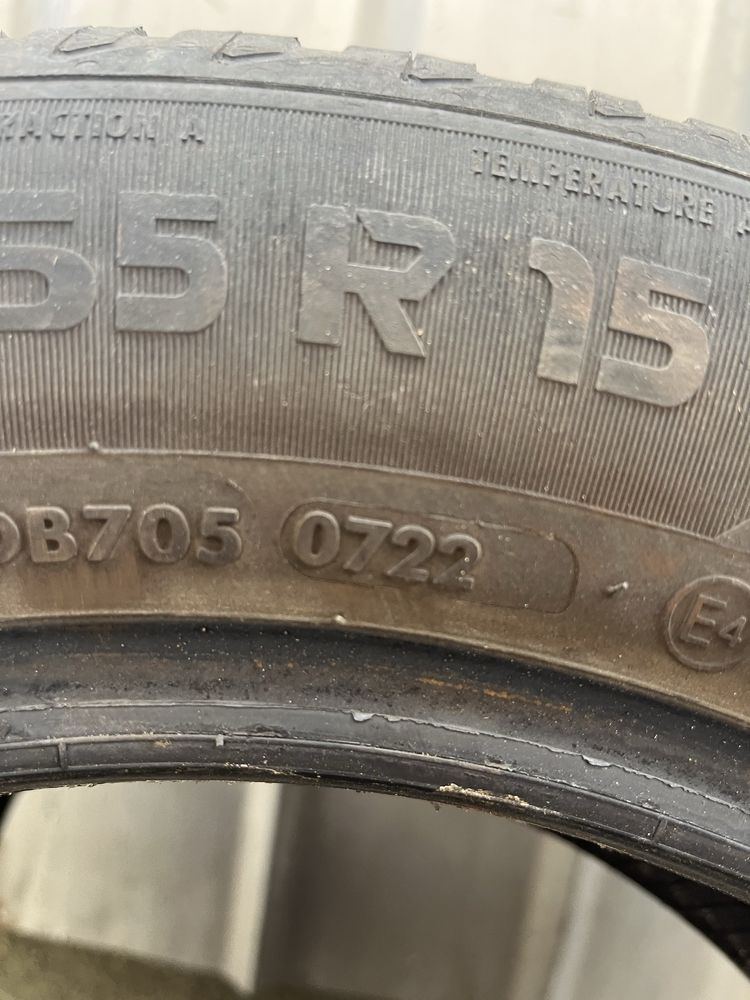 TRACTION A
TEMPERATURE A
55 R 15
DB705 0722
E4